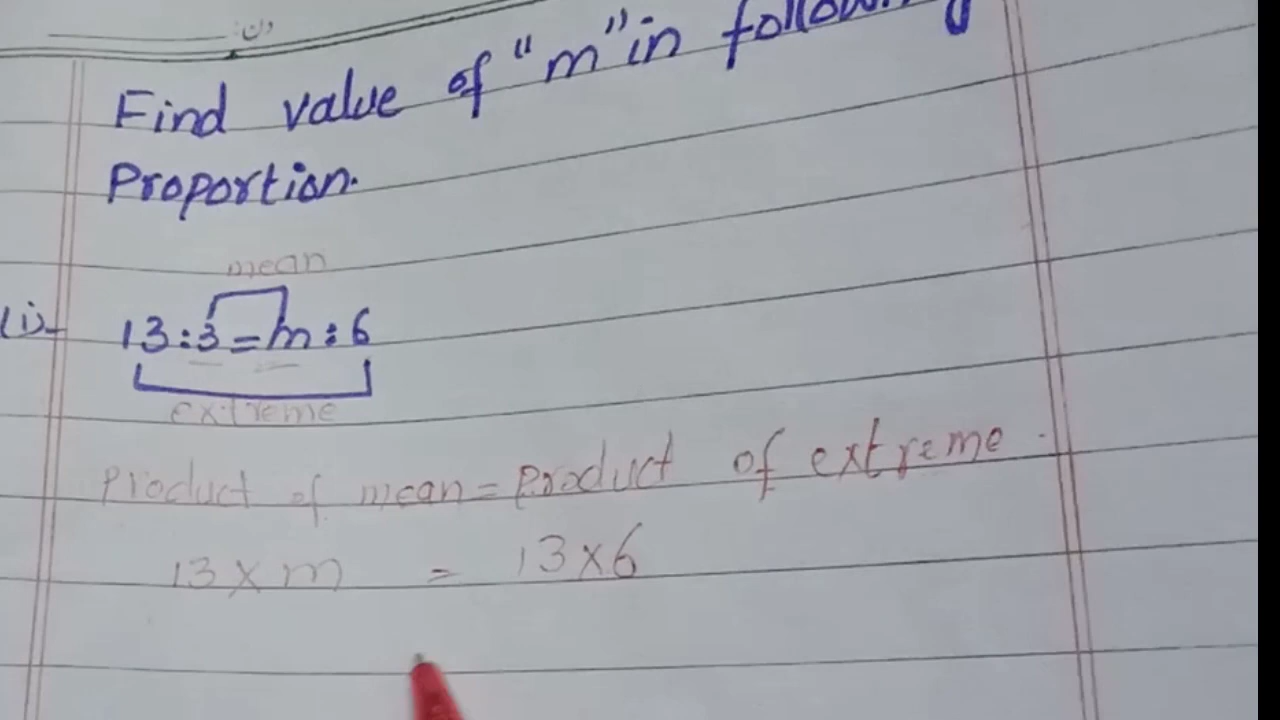 Find value of "m" in following
Proportion.
mean
(i)- 13:3=m:6
extreme
Product of mean = Product of extreme.
13×m = 13×6